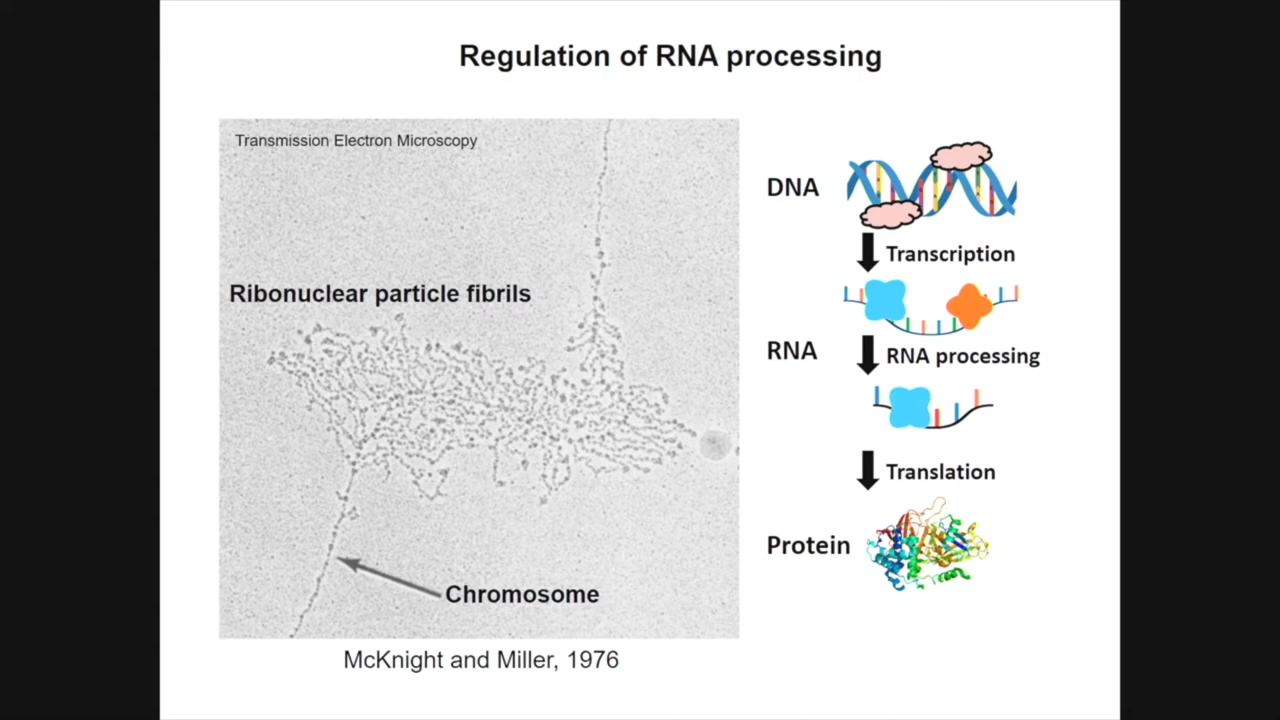 Regulation of RNA processing
Transmission Electron Microscopy
Ribonuclear particle fibrils
Chromosome
McKnight and Miller, 1976
DNA
Transcription
RNA
RNA processing
Translation
Protein